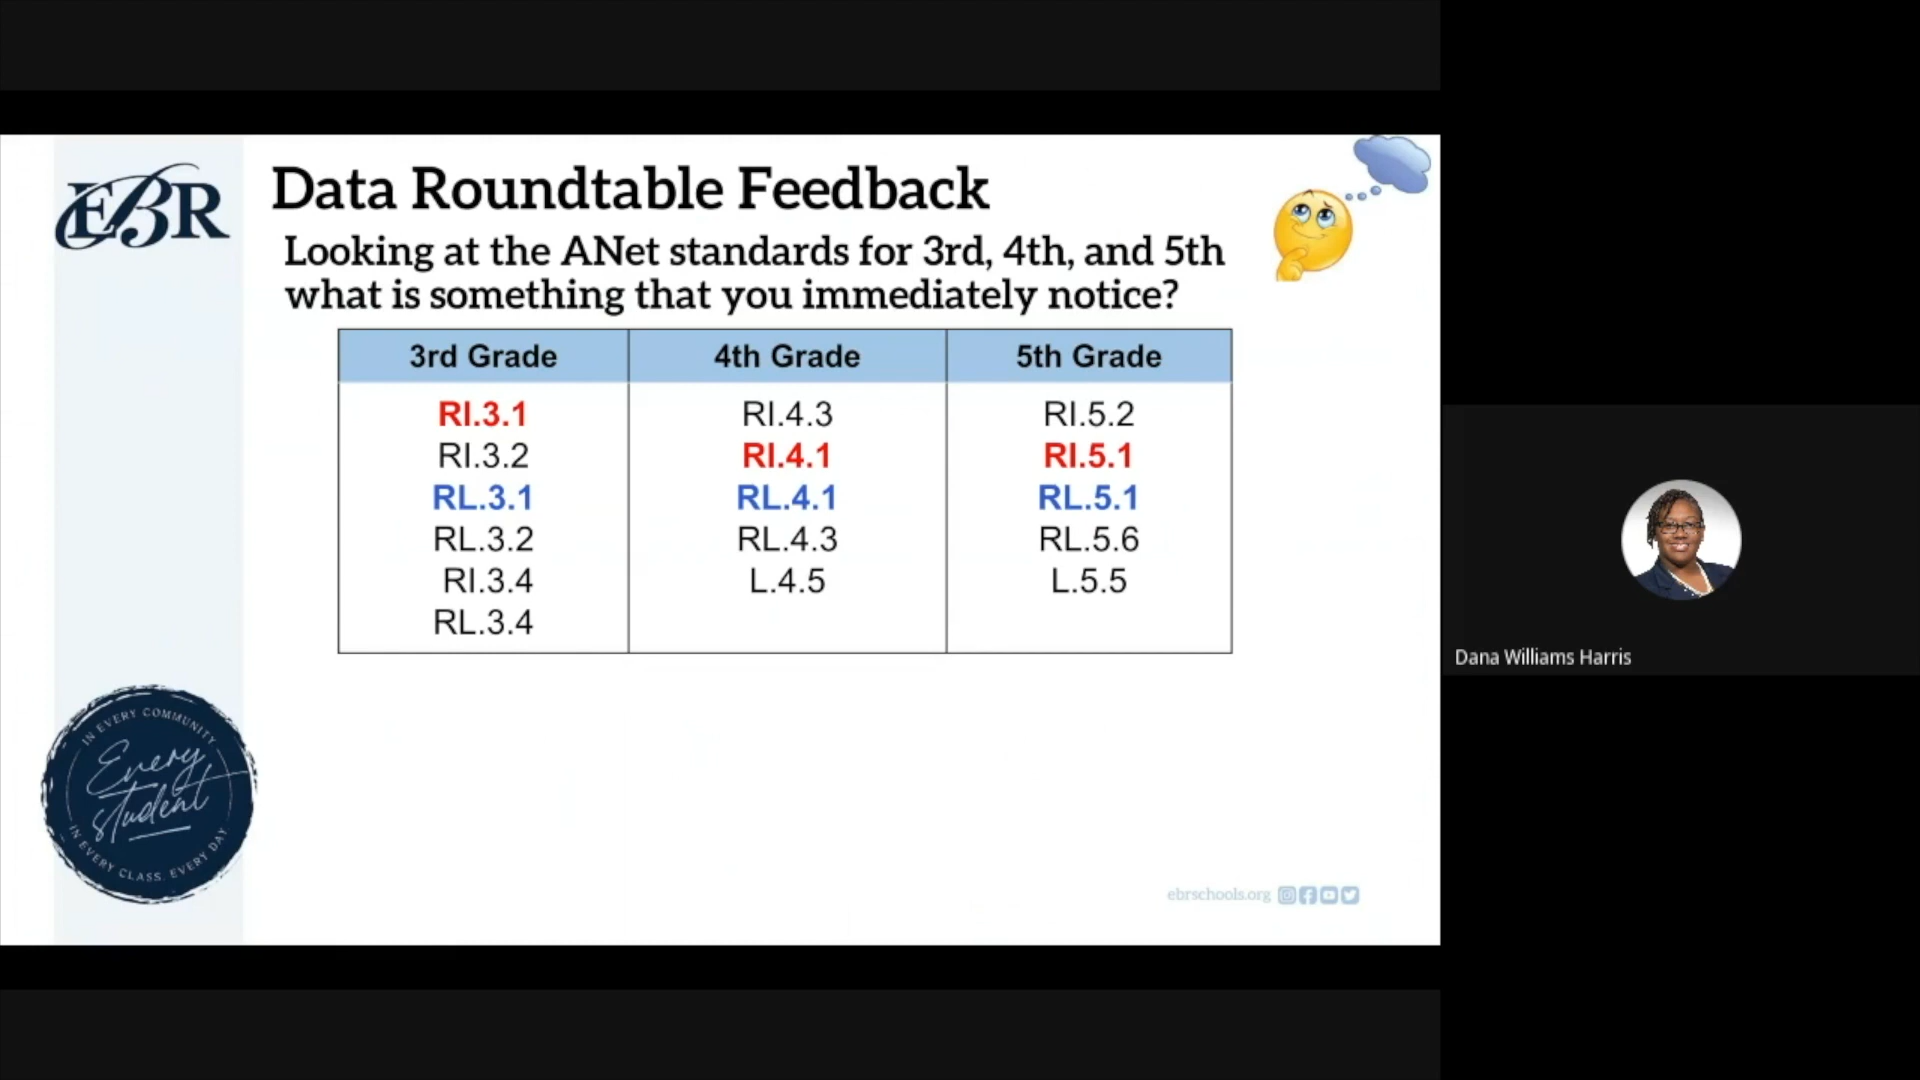 EBR
Data Roundtable Feedback
Looking at the ANet standards for 3rd, 4th, and 5th
what is something that you immediately notice?
3rd Grade
4th Grade
5th Grade
RI.3.1
RI.4.3
RI.5.2
RI.3.2
RI.4.1
RI.5.1
RL.3.1
RL.4.1
RL.5.1
RL.3.2
RL.4.3
RL.5.6
RI.3.4
L.4.5
L.5.5
RL.3.4
Dana Williams Harris
IN EVERY COMMUNITY
Every
student
IN EVERY CLASS. EVERY DAY
ebrschools.org